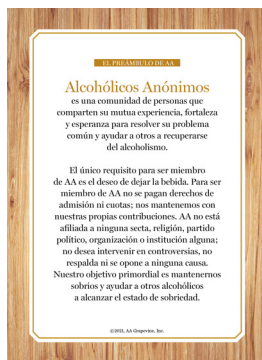 EL PREÁMBULO DE AA
Alcohólicos Anónimos
es una comunidad de personas que
comparten su mutua experiencia, fortaleza
y esperanza para resolver su problema
común y ayudar a otros a recuperarse
del alcoholismo.
El único requisito para ser miembro
de AA es el deseo de dejar la bebida. Para ser
miembro de AA no se pagan derechos de
admisión ni cuotas; nos mantenemos con
nuestras propias contribuciones. AA no está
afiliada a ninguna secta, religión, partido
político, organización o institución alguna;
no desea intervenir en controversias, no
respalda ni se opone a ninguna causa.
Nuestro objetivo primordial es mantenernos
sobrios y ayudar a otros alcohólicos
a alcanzar el estado de sobriedad.
©2021, AA Grapevine, Inc.